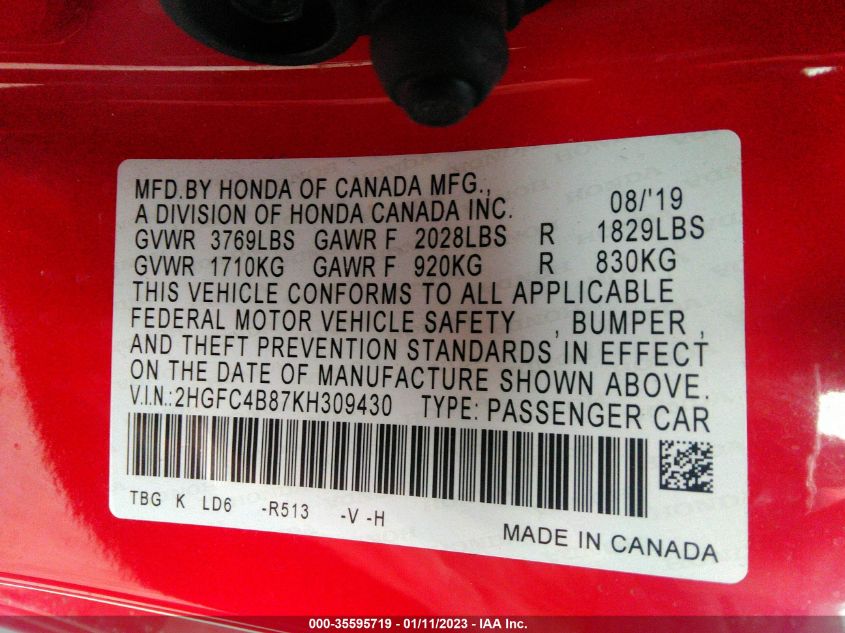 MFD.BY HONDA OF CANADA MFG.,
A DIVISION OF HONDA CANADA INC. 08/'19
GVWR 3769LBS GAWR F 2028LBS R 1829LBS
GVWR 1710KG GAWR F 920KG R 830KG
THIS VEHICLE CONFORMS TO ALL APPLICABLE
FEDERAL MOTOR VEHICLE SAFETY , BUMPER ,
AND THEFT PREVENTION STANDARDS IN EFFECT
ON THE DATE OF MANUFACTURE SHOWN ABOVE.
V.I.N.:2HGFC4B87KH309430 TYPE: PASSENGER CAR
TBG K LD6 -R513 -V -H
MADE IN CANADA
000-35595719 - 01/11/2023 - IAA Inc.